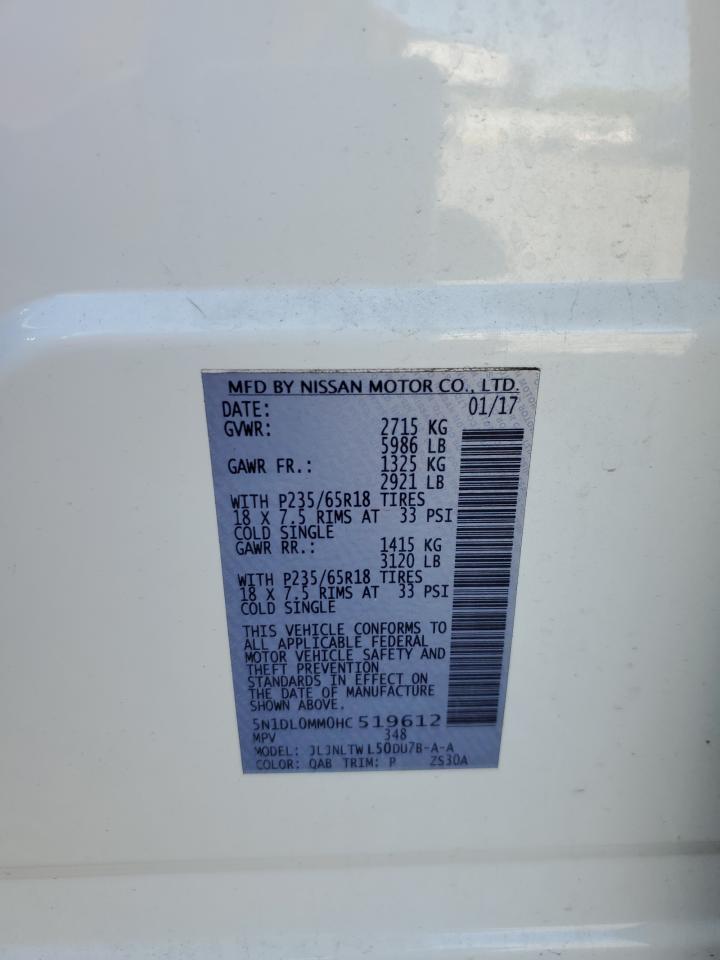 MFD BY NISSAN MOTOR CO., LTD.
DATE: 01/17
GVWR: 2715 KG
5986 LB
GAWR FR.: 1325 KG
2921 LB
WITH P235/65R18 TIRES
18 X 7.5 RIMS AT 33 PSI
COLD SINGLE
GAWR RR.: 1415 KG
3120 LB
WITH P235/65R18 TIRES
18 X 7.5 RIMS AT 33 PSI
COLD SINGLE
THIS VEHICLE CONFORMS TO
ALL APPLICABLE FEDERAL
MOTOR VEHICLE SAFETY AND
THEFT PREVENTION
STANDARDS IN EFFECT ON
THE DATE OF MANUFACTURE
SHOWN ABOVE.
5N1DL0MM0HC 519612
MPV 348
MODEL: JLJNLTW L50DU7B-A-A
COLOR: QAB TRIM: P ZS30A